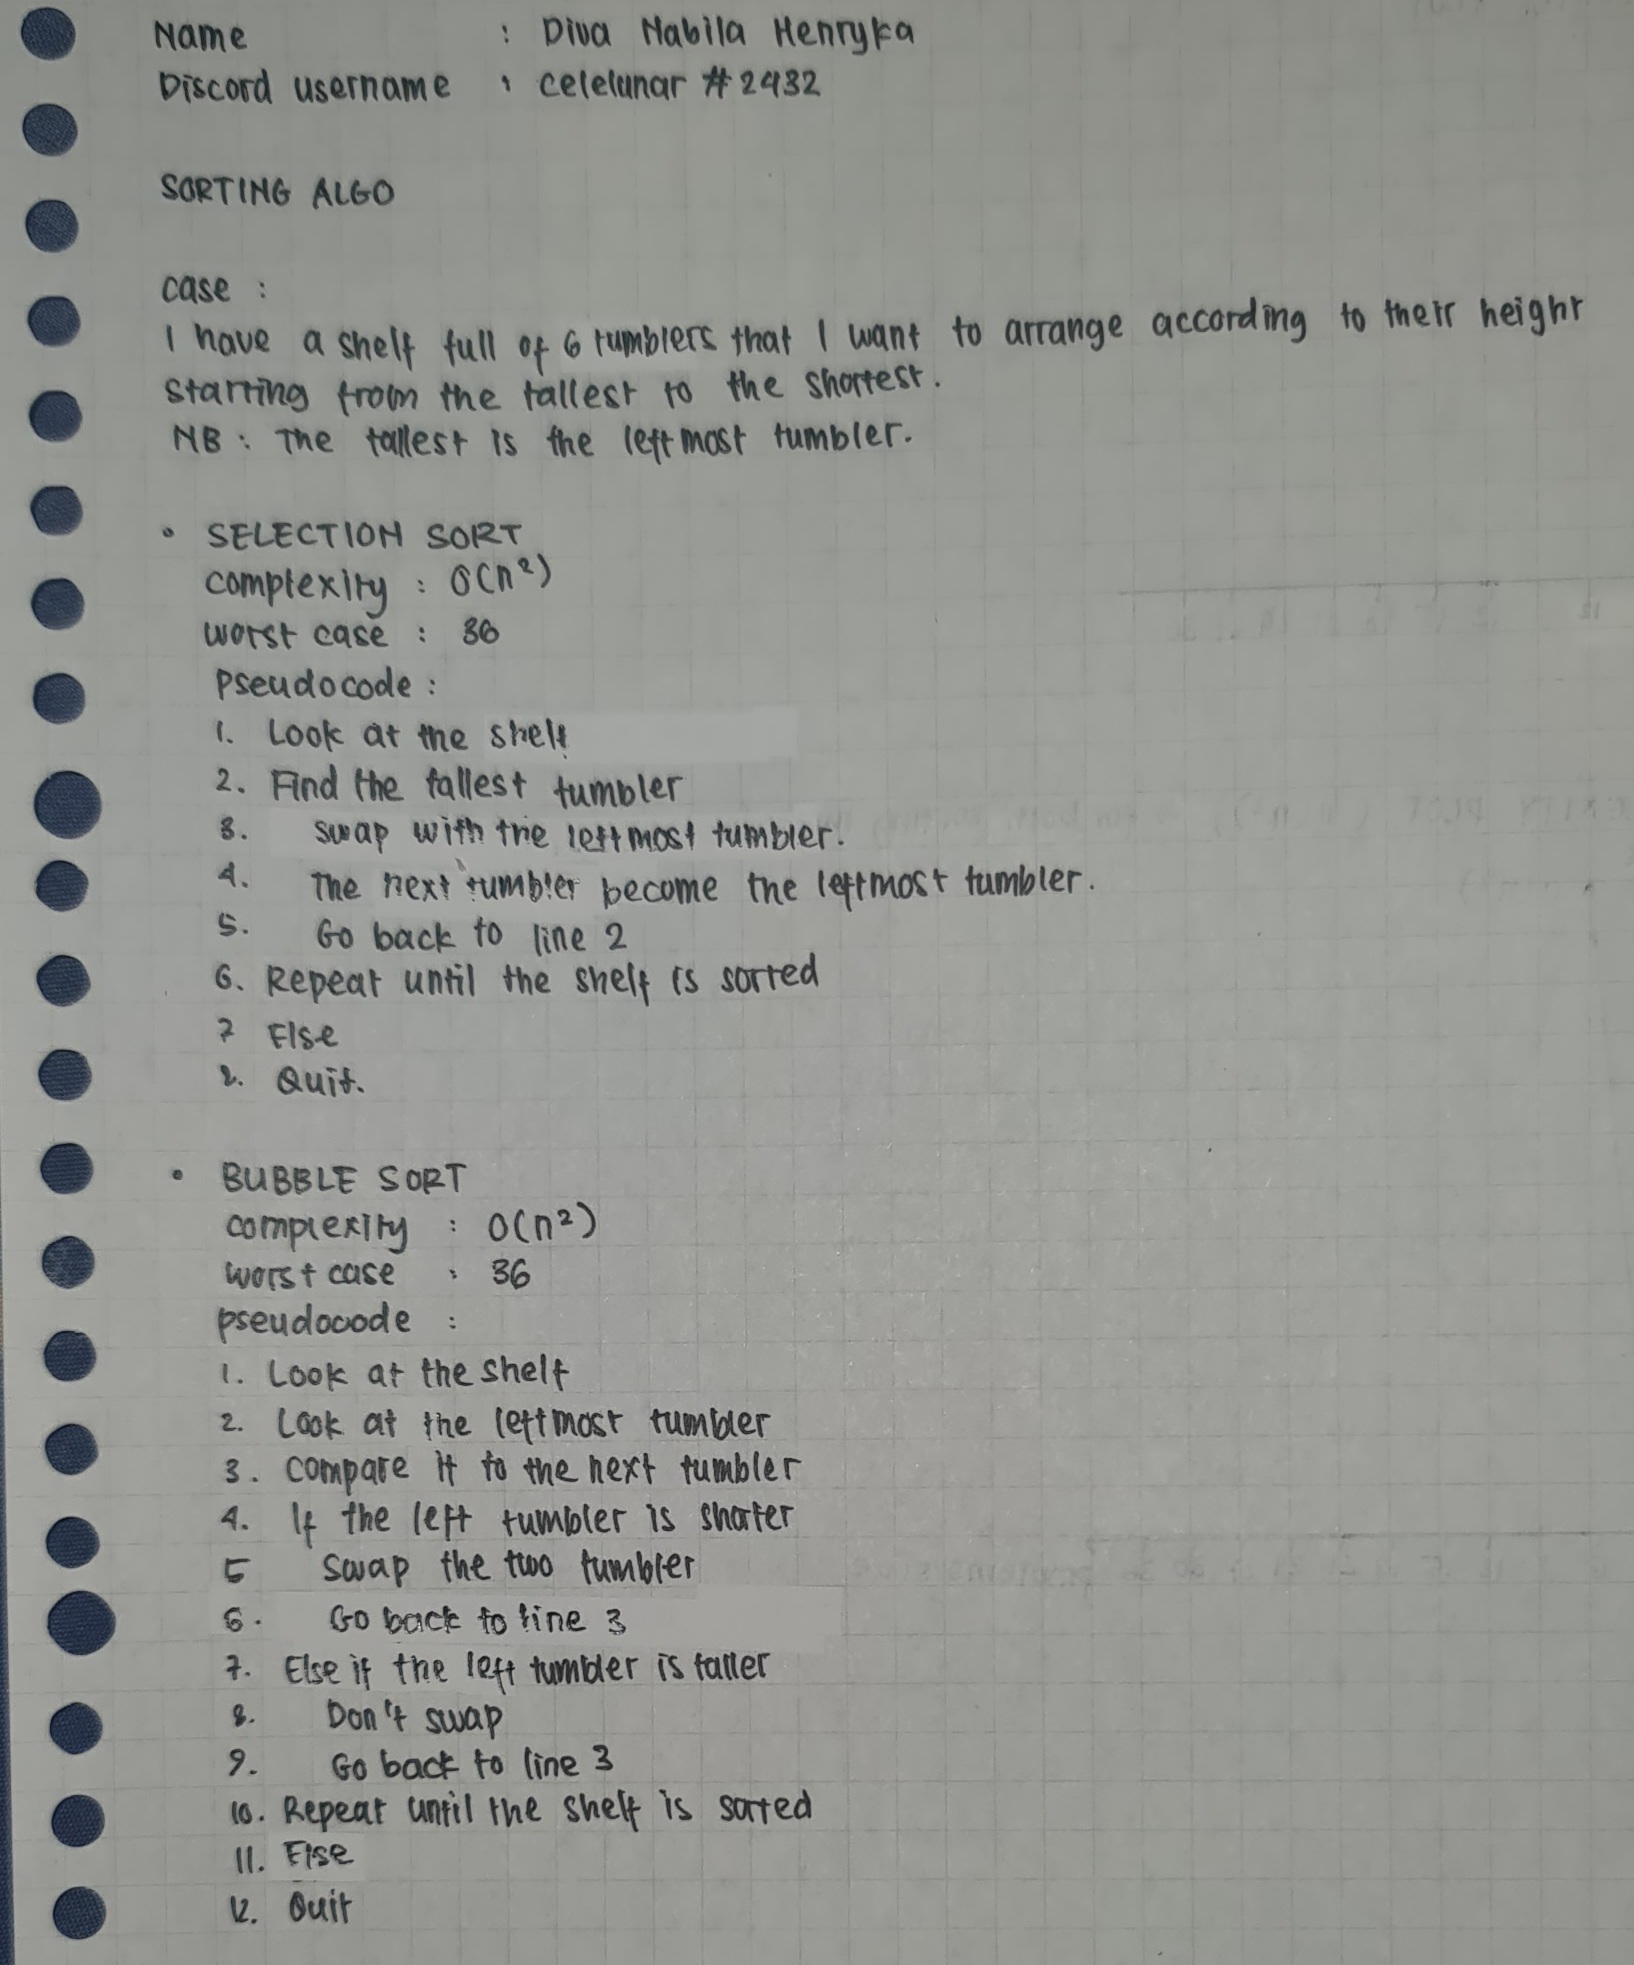 Name : Diva Nabila Henryka
Discord username : celelunar #2432
SORTING ALGO
case :
I have a shelf full of 6 tumblers that I want to arrange according to their height
starting from the tallest to the shortest.
NB : The tallest is the leftmost tumbler.
• SELECTION SORT
complexity : O(n²)
worst case : 36
pseudocode :
1. Look at the shelf
2. Find the tallest tumbler
3. swap with the leftmost tumbler.
4. The next tumbler become the leftmost tumbler.
5. Go back to line 2
6. Repeat until the shelf is sorted
7 Else
8. Quit.
• BUBBLE SORT
complexity : O(n²)
worst case : 36
pseudocode :
1. Look at the shelf
2. Look at the leftmost tumbler
3. compare it to the next tumbler
4. If the left tumbler is shorter
5 swap the two tumbler
6. Go back to line 3
7. Else if the left tumbler is taller
8. Don't swap
9. Go back to line 3
10. Repeat until the shelf is sorted
11. Else
12. Quit